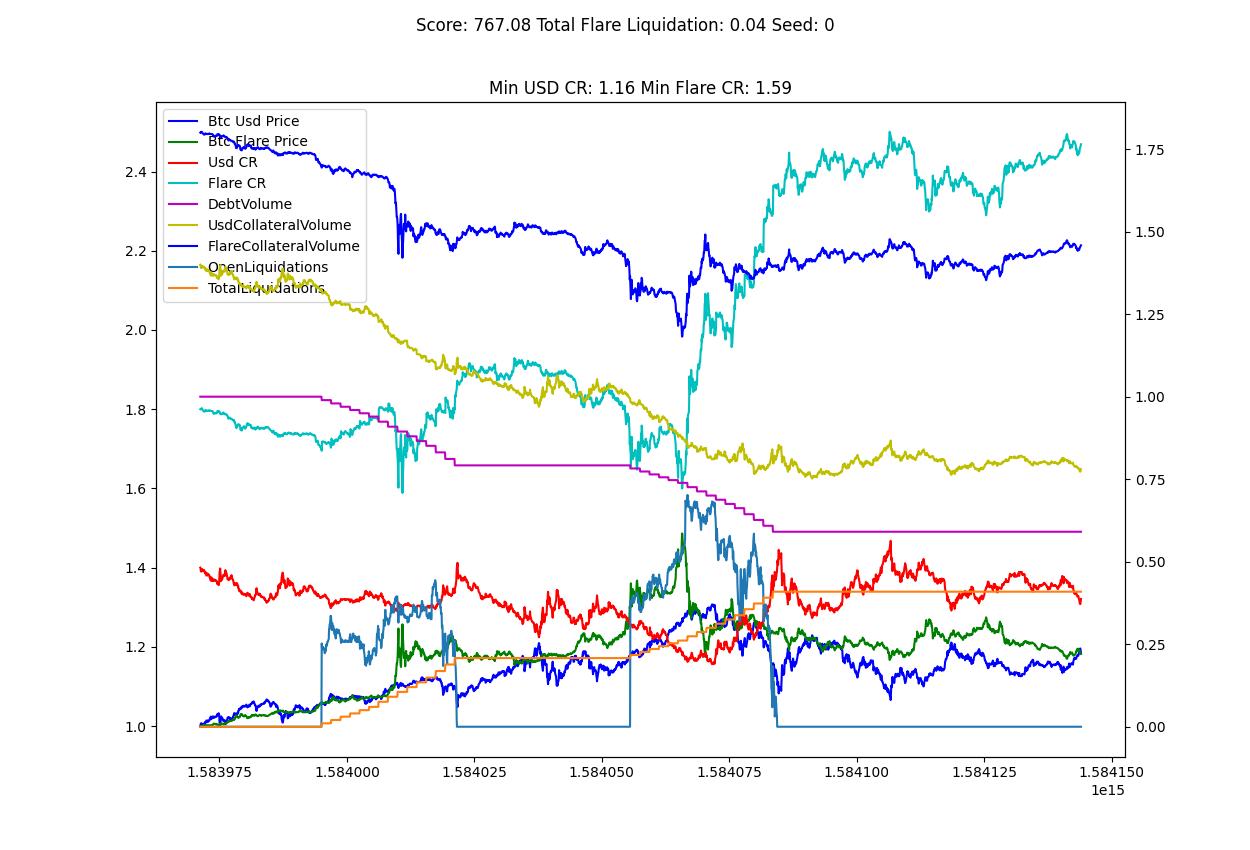 Score: 767.08 Total Flare Liquidation: 0.04 Seed: 0
Min USD CR: 1.16 Min Flare CR: 1.59
Btc Usd Price
Btc Flare Price
Usd CR
Flare CR
DebtVolume
UsdCollateralVolume
FlareCollateralVolume
OpenLiquidations
TotalLiquidations
2.4
2.2
2.0
1.8
1.6
1.4
1.2
1.0
1.75
1.50
1.25
1.00
0.75
0.50
0.25
0.00
1.583975 1.584000 1.584025 1.584050 1.584075 1.584100 1.584125 1.584150
1e15